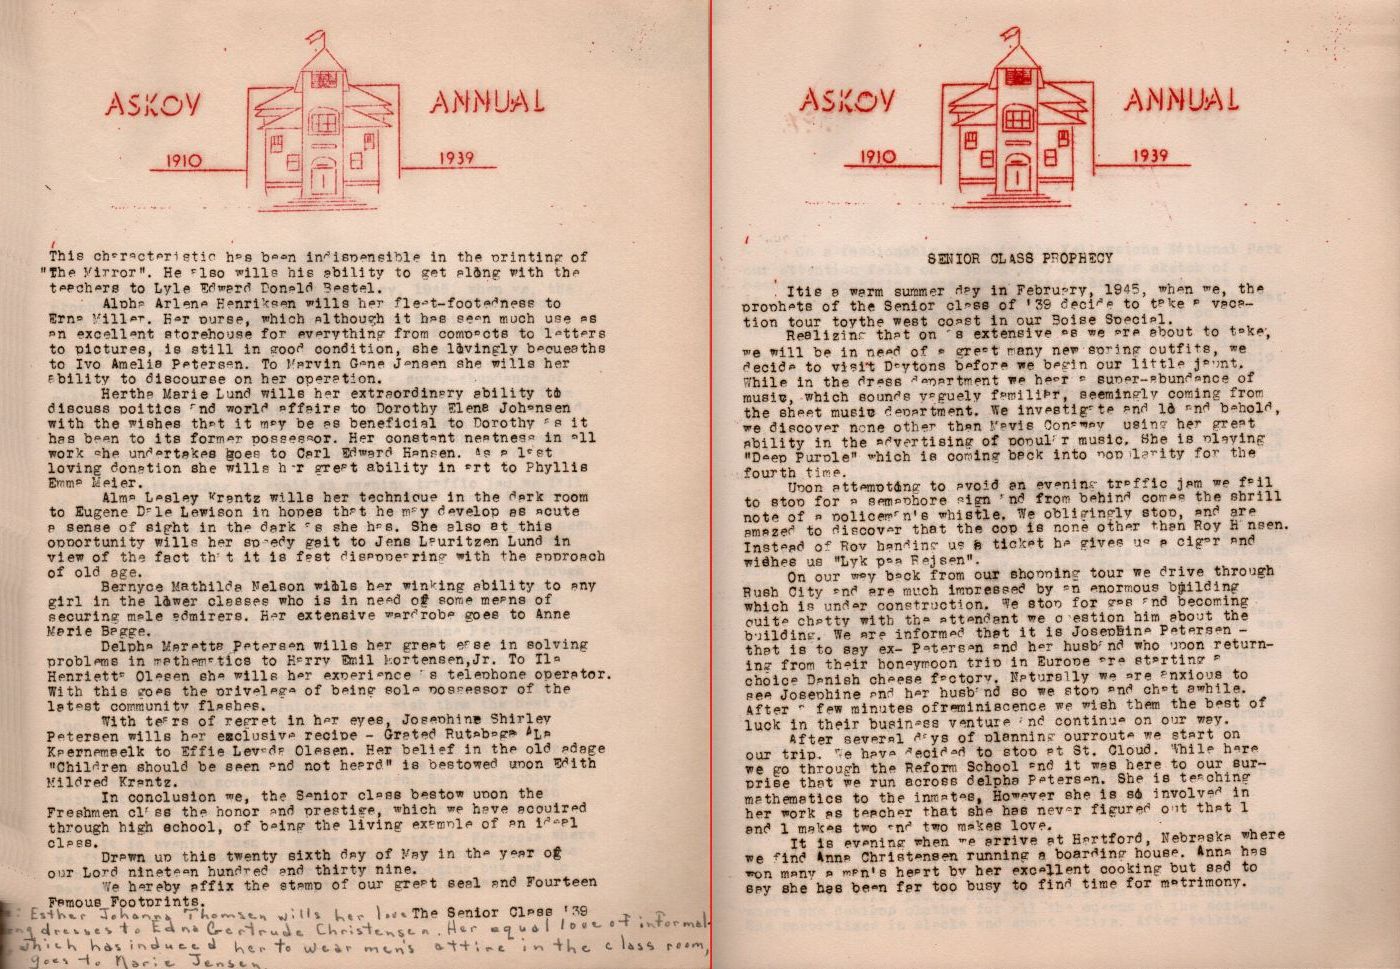 ASKOV ANNUAL
1910 1939
This characteristic has been indispensible in the printing of
"The Mirror". He also wills his ability to get along with the
teachers to Lyle Edward Donald Bestel.
Alpha Arlene Henriksen wills her fleet-footedness to
Erna Miller. Her purse, which although it has seen much use as
an excellent storehouse for everything from compacts to letters
to pictures, is still in good condition, she lovingly bequeaths
to Ivo Amelia Petersen. To Marvin Gene Jensen she wills her
ability to discourse on her operation.
Hertha Marie Lund wills her extraordinary ability to
discuss poitics and world affairs to Dorothy Elena Johansen
with the wishes that it may be as beneficial to Dorothy as it
has been to its former possessor. Her constant neatness in all
work she undertakes goes to Carl Edward Hansen. As a last
loving donation she wills her great ability in art to Phyllis
Emma Meier.
Alma Lesley Krantz wills her technique in the dark room
to Eugene Dale Lewison in hopes that he may develop as acute
a sense of sight in the dark as she has. She also at this
opportunity wills her speedy gait to Jens Lauritzen Lund in
view of the fact that it is fast disappearing with the approach
of old age.
Bernyce Mathilda Nelson wills her winking ability to any
girl in the lower classes who is in need of some means of
securing male admirers. Her extensive wardrobe goes to Anne
Marie Bagge.
Delpha Maretta Petersen wills her great ease in solving
problems in mathematics to Harry Emil Mortensen,Jr. To Ila
Henrietta Olesen she wills her experience as telephone operator.
With this goes the privelege of being sole possessor of the
latest community flashes.
With tears of regret in her eyes, Josephine Shirley
Petersen wills her exclusive recipe - Grated Rutabaga ALa
Kaernemaelk to Effie Levada Olesen. Her belief in the old adage
"Children should be seen and not heard" is bestowed upon Edith
Mildred Krantz.
In conclusion we, the Senior class bestow upon the
Freshmen class the honor and prestige, which we have acquired
through high school, of being the living example of an ideal
class.
Drawn up this twenty sixth day of May in the year of
our Lord nineteen hundred and thirty nine.
We hereby affix the stamp of our great seal and Fourteen
Famous Footprints.
The Senior Class '39
Esther Johanna Thomsen wills her love
dresses to Edna Gertrude Christensen. Her equal love of informal
which has induced her to wear men's attire in the class room,
goes to Marie Jensen.
ASKOV ANNUAL
1910 1939
SENIOR CLASS PROPHECY
Itis a warm summer day in February, 1945, when we, the
prophets of the Senior class of '39 decide to take a vaca-
tion tour toythe west coast in our Boise Special.
Realizing that on as extensive as we are about to take,
we will be in need of a great many new spring outfits, we
decide to visit Daytons before we begin our little jaunt.
While in the dress department we hear a super-abundance of
music, which sounds vaguely familiar, seemingly coming from
the sheet music department. We investigate and lo and behold,
we discover none other than Mavis Conaway using her great
ability in the advertising of popular music. She is playing
"Deep Purple" which is coming back into popularity for the
fourth time.
Upon attempting to avoid an evening traffic jam we fail
to stop for a semaphore sign and from behind comes the shrill
note of a policeman's whistle. We obligingly stop, and are
amazed to discover that the cop is none other than Roy Hansen.
Instead of Roy handing us a ticket he gives us a cigar and
wishes us "Lyk paa Rejsen".
On our way back from our shopping tour we drive through
Rush City and are much impressed by an enormous building
which is under construction. We stop for gas and becoming
quite chatty with the attendant we question him about the
building. We are informed that it is Josephine Petersen -
that is to say ex- Petersen and her husband who upon return-
ing from their honeymoon trip in Europe are starting a
choice Danish cheese factory. Naturally we are anxious to
see Josephine and her husband so we stop and chat awhile.
After a few minutes ofreminiscence we wish them the best of
luck in their business venture and continue on our way.
After several days of planning ourroute we start on
our trip. We have decided to stop at St. Cloud. While here
we go through the Reform School and it was here to our sur-
prise that we run across delpha Petersen. She is teaching
mathematics to the inmates, However she is so involved in
her work as teacher that she has never figured out that 1
and 1 makes two and two makes love.
It is evening when we arrive at Hartford, Nebraska where
we find Anna Christensen running a boarding house. Anna has
won many a man's heart by her excellent cooking but sad to
say she has been far too busy to find time for matrimony.